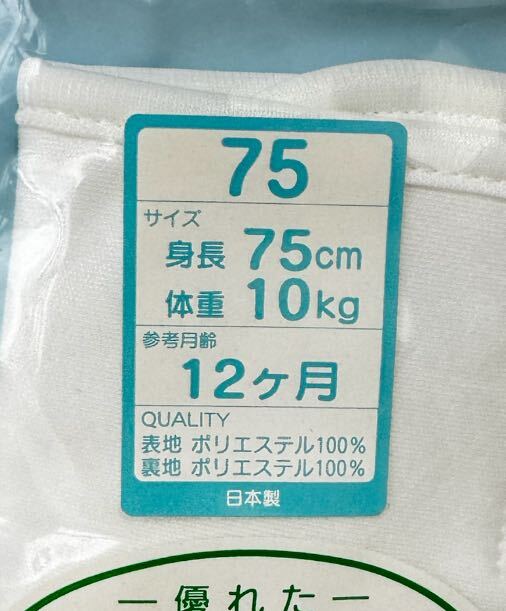 75
サイズ
身長 75cm
体重 10kg
参考月齢
12ヶ月
QUALITY
表地 ポリエステル100%
裏地 ポリエステル100%
日本製
ー優れたー